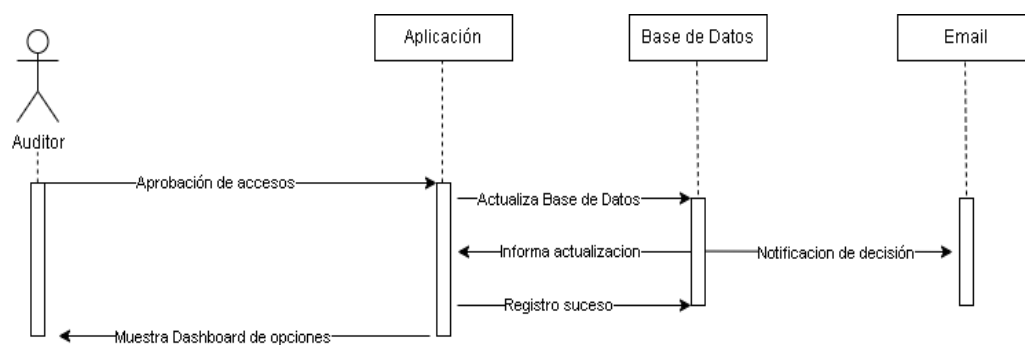 Aplicación
Base de Datos
Email
Auditor
Aprobación de accesos
Actualiza Base de Datos
Informa actualizacion
Notificacion de decisión
Registro suceso
Muestra Dashboard de opciones